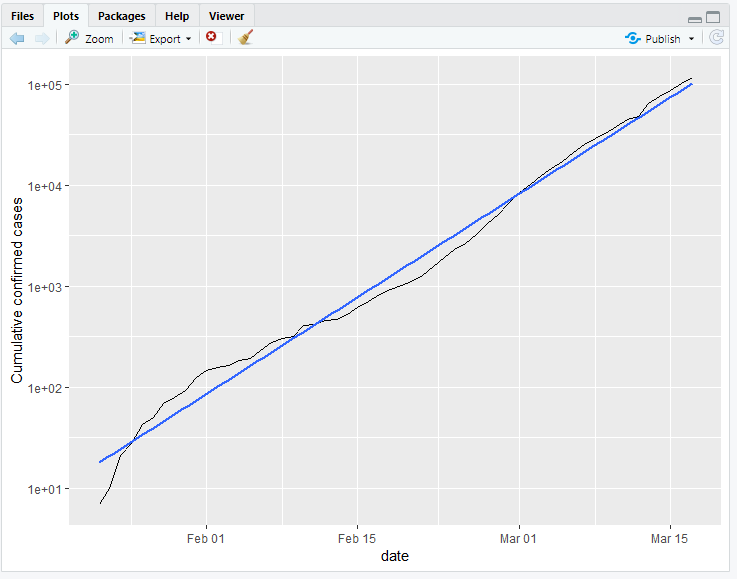 Files Plots Packages Help Viewer
Zoom Export Publish
1e+05
1e+04
1e+03
1e+02
1e+01
Cumulative confirmed cases
Feb 01 Feb 15 Mar 01 Mar 15
date